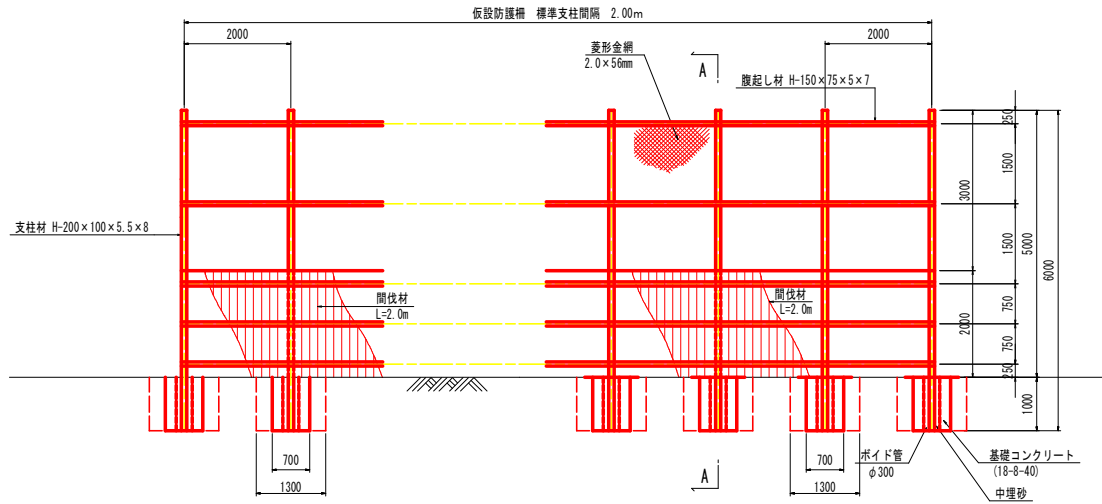 仮設防護柵 標準支柱間隔 2.00m
2000
2000
菱形金網
2.0×56mm
A
腹起し材 H-150×75×5×7
250
1500
3000
1500
5000
6000
支柱材 H-200×100×5.5×8
間伐材
L=2.0m
間伐材
L=2.0m
2000
750
750
250
1000
700
1300
A
ボイド管
φ300
700
1300
基礎コンクリート
(18-8-40)
中埋砂